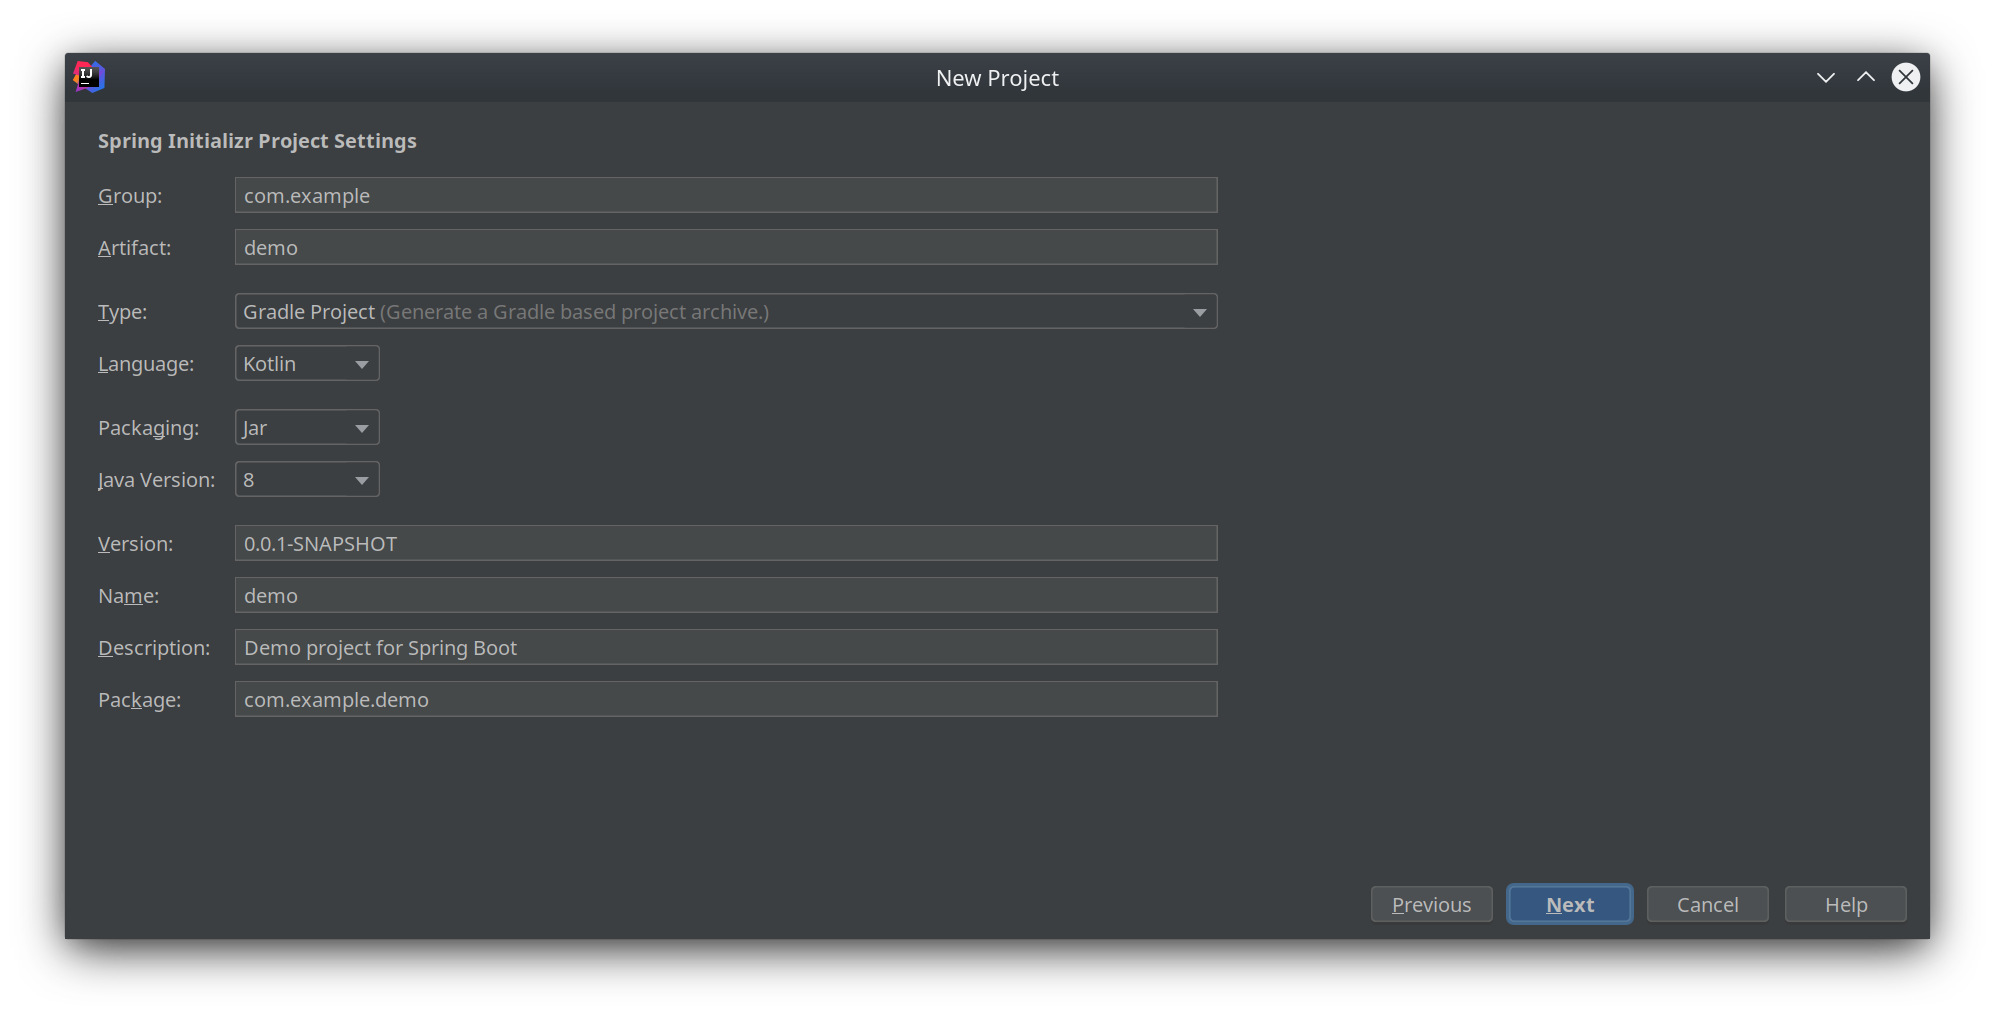 IJ
New Project
Spring Initializr Project Settings
Group: com.example
Artifact: demo
Type: Gradle Project (Generate a Gradle based project archive.)
Language: Kotlin
Packaging: Jar
Java Version: 8
Version: 0.0.1-SNAPSHOT
Name: demo
Description: Demo project for Spring Boot
Package: com.example.demo
Previous Next Cancel Help